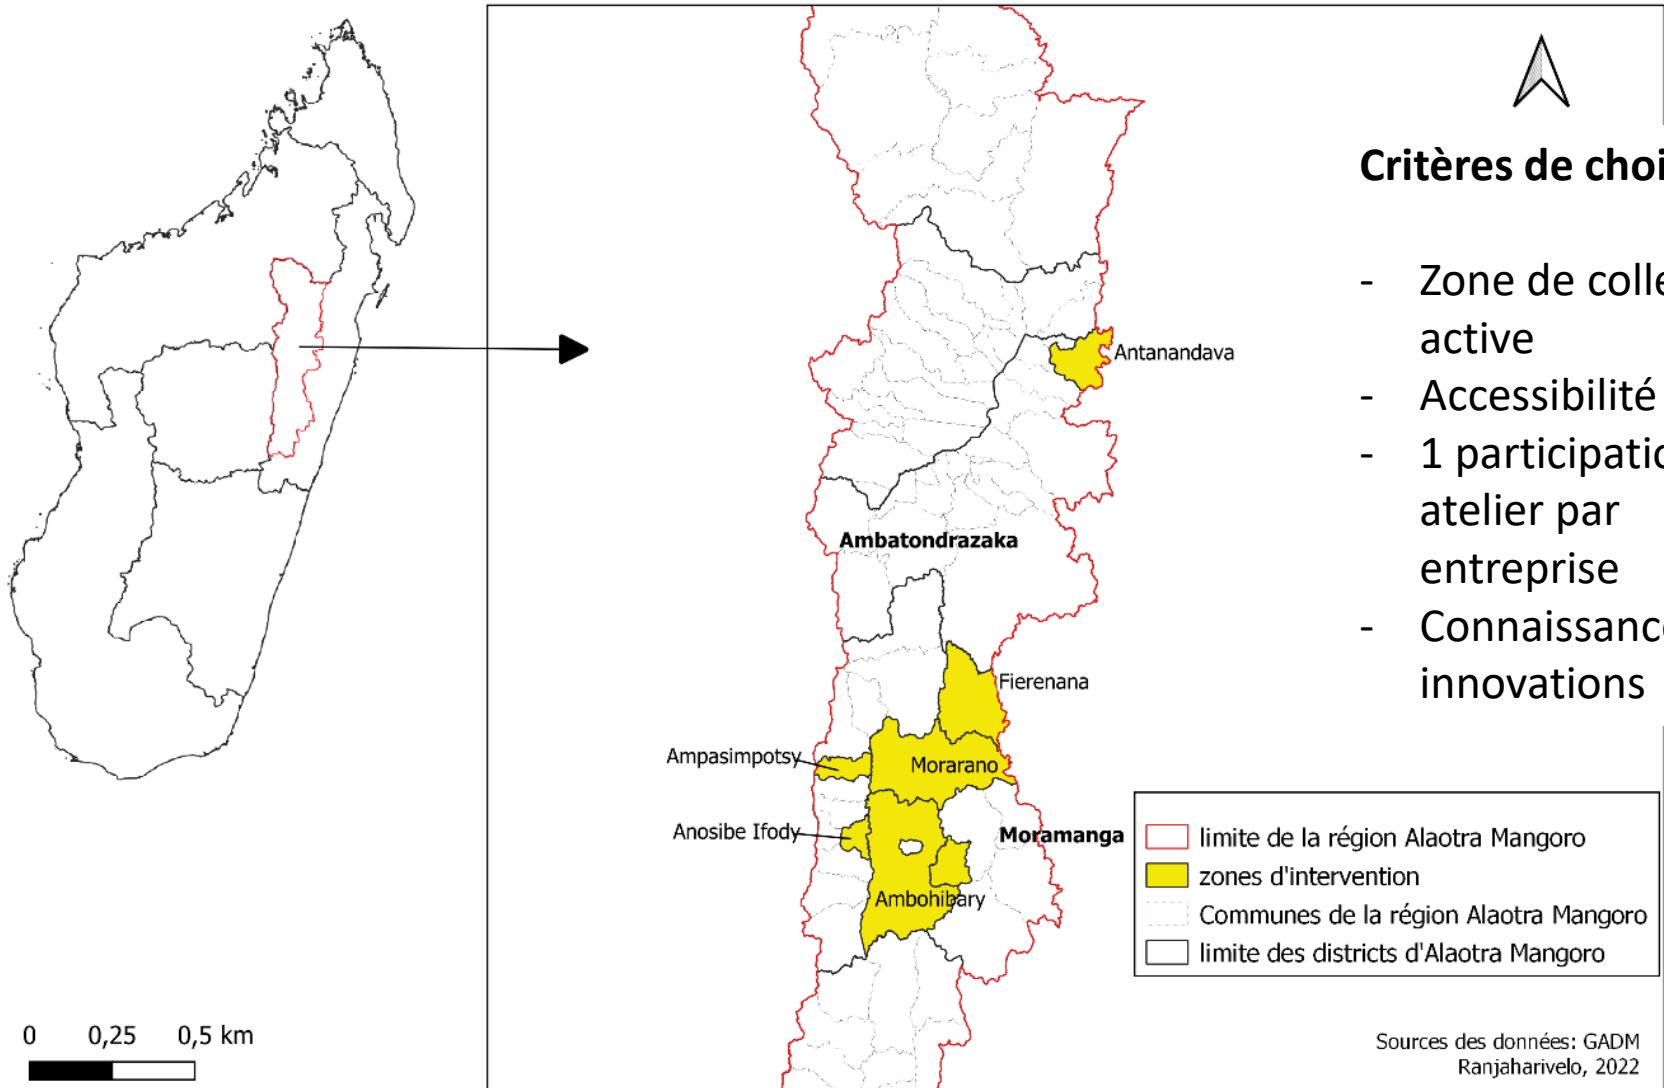 Critères de choi
- Zone de colle
active
- Accessibilité
- 1 participatio
atelier par
entreprise
- Connaissance
innovations
Antanandava
Ambatondrazaka
Fierenana
Ampasimpotsy
Morarano
Anosibe Ifody
Moramanga
Ambohibary
limite de la région Alaotra Mangoro
zones d'intervention
Communes de la région Alaotra Mangoro
limite des districts d'Alaotra Mangoro
0 0,25 0,5 km
Sources des données: GADM
Ranjaharivelo, 2022